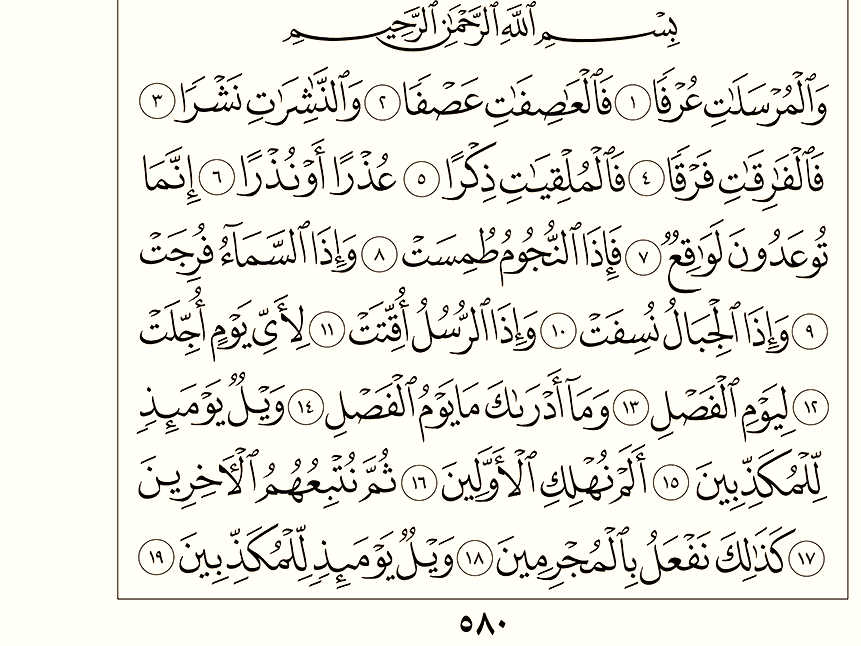 بِسْمِ ٱللَّهِ ٱلرَّحْمَٰنِ ٱلرَّحِيمِ
وَٱلْمُرْسَلَٰتِ عُرْفًا ١ فَٱلْعَٰصِفَٰتِ عَصْفًا ٢ وَٱلنَّٰشِرَٰتِ نَشْرًا ٣
فَٱلْفَٰرِقَٰتِ فَرْقًا ٤ فَٱلْمُلْقِيَٰتِ ذِكْرًا ٥ عُذْرًا أَوْ نُذْرًا ٦ إِنَّمَا
تُوعَدُونَ لَوَٰقِعٌ ٧ فَإِذَا ٱلنُّجُومُ طُمِسَتْ ٨ وَإِذَا ٱلسَّمَآءُ فُرِجَتْ
٩ وَإِذَا ٱلْجِبَالُ نُسِفَتْ ١٠ وَإِذَا ٱلرُّسُلُ أُقِّتَتْ ١١ لِأَىِّ يَوْمٍ أُجِّلَتْ
١٢ لِيَوْمِ ٱلْفَصْلِ ١٣ وَمَآ أَدْرَىٰكَ مَا يَوْمُ ٱلْفَصْلِ ١٤ وَيْلٌ يَوْمَئِذٍ
لِّلْمُكَذِّبِينَ ١٥ أَلَمْ نُهْلِكِ ٱلْأَوَّلِينَ ١٦ ثُمَّ نُتْبِعُهُمُ ٱلْءَاخِرِينَ
١٧ كَذَٰلِكَ نَفْعَلُ بِٱلْمُجْرِمِينَ ١٨ وَيْلٌ يَوْمَئِذٍ لِّلْمُكَذِّبِينَ ١٩
٥٨٠